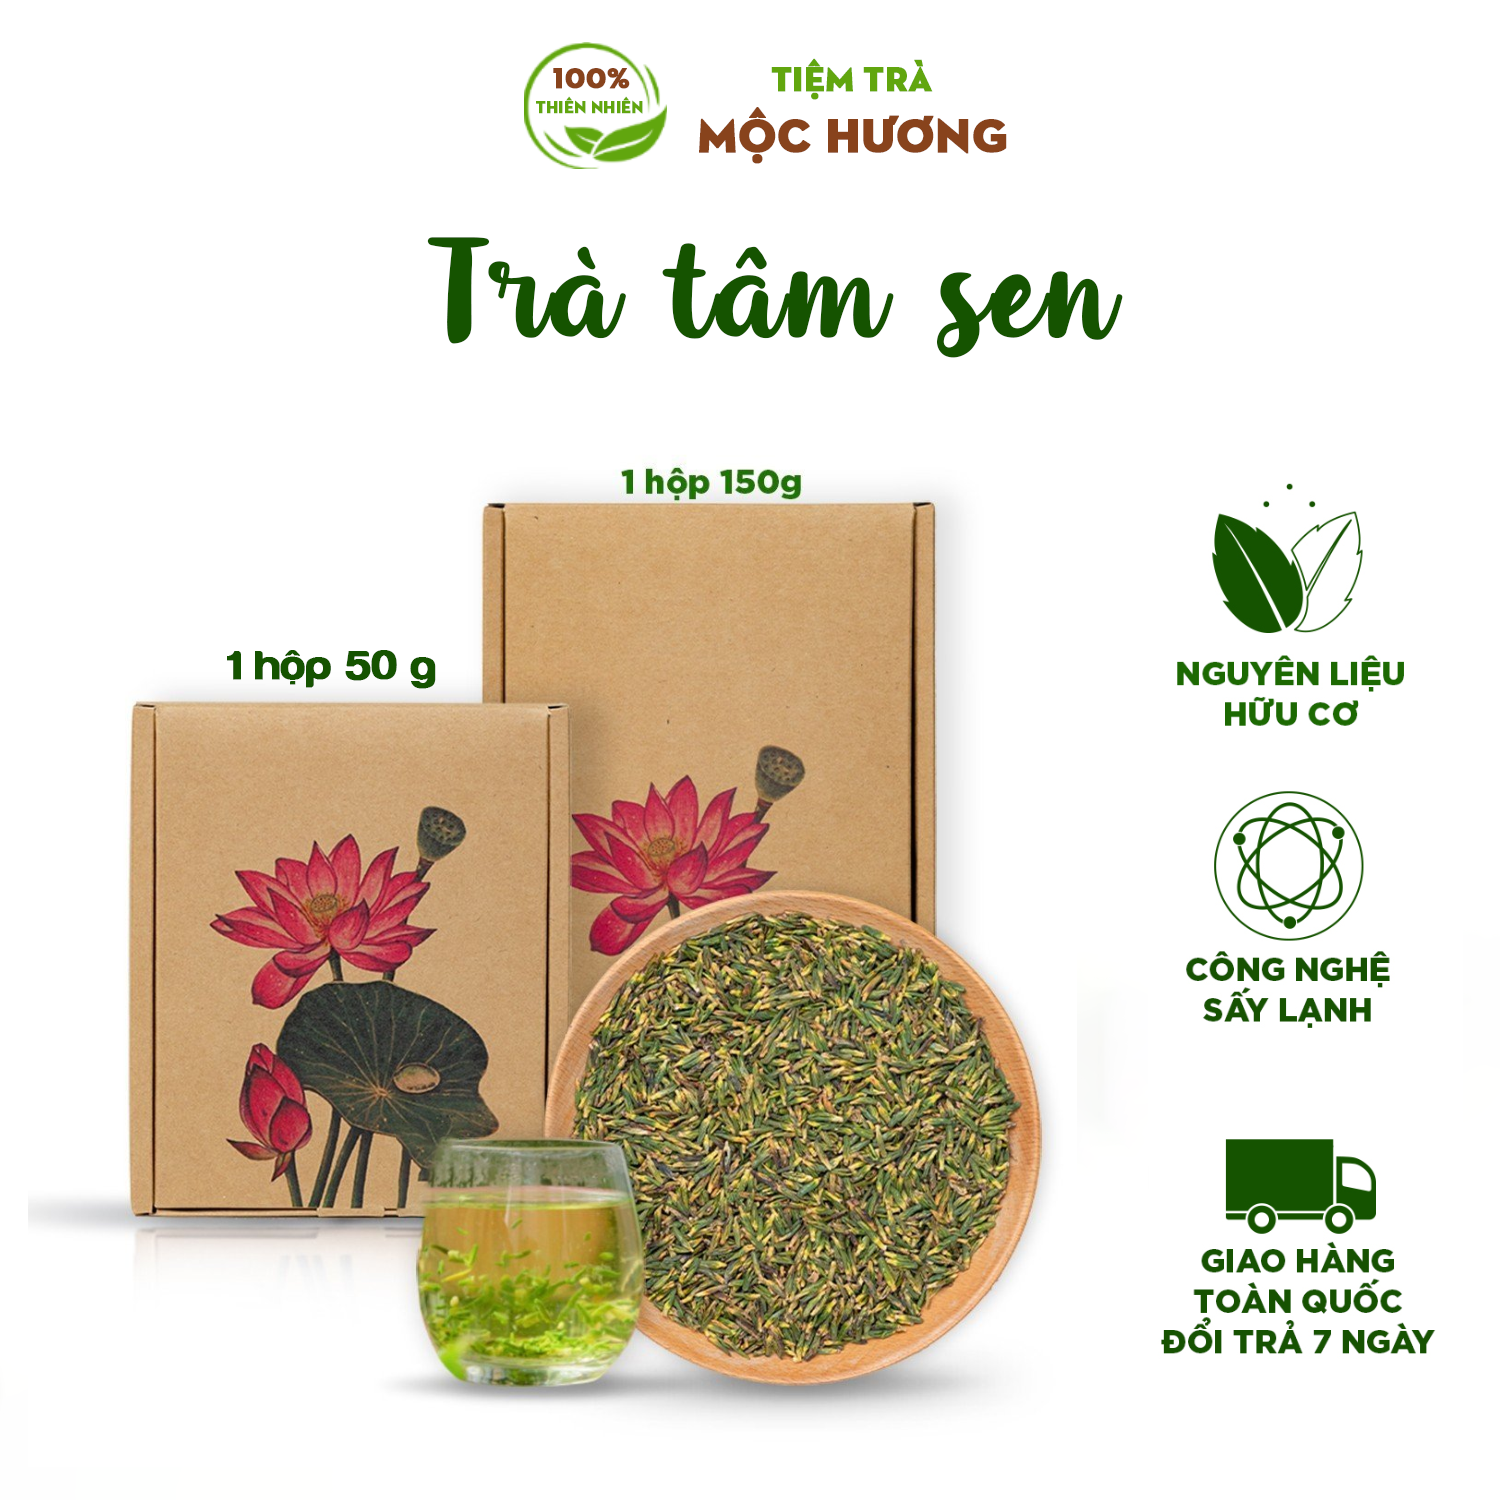 100%
THIÊN NHIÊN
TIỆM TRÀ
MỘC HƯƠNG
Trà tâm sen
1 hộp 150g
1 hộp 50 g
NGUYÊN LIỆU
HỮU CƠ
CÔNG NGHỆ
SẤY LẠNH
GIAO HÀNG
TOÀN QUỐC
ĐỔI TRẢ 7 NGÀY